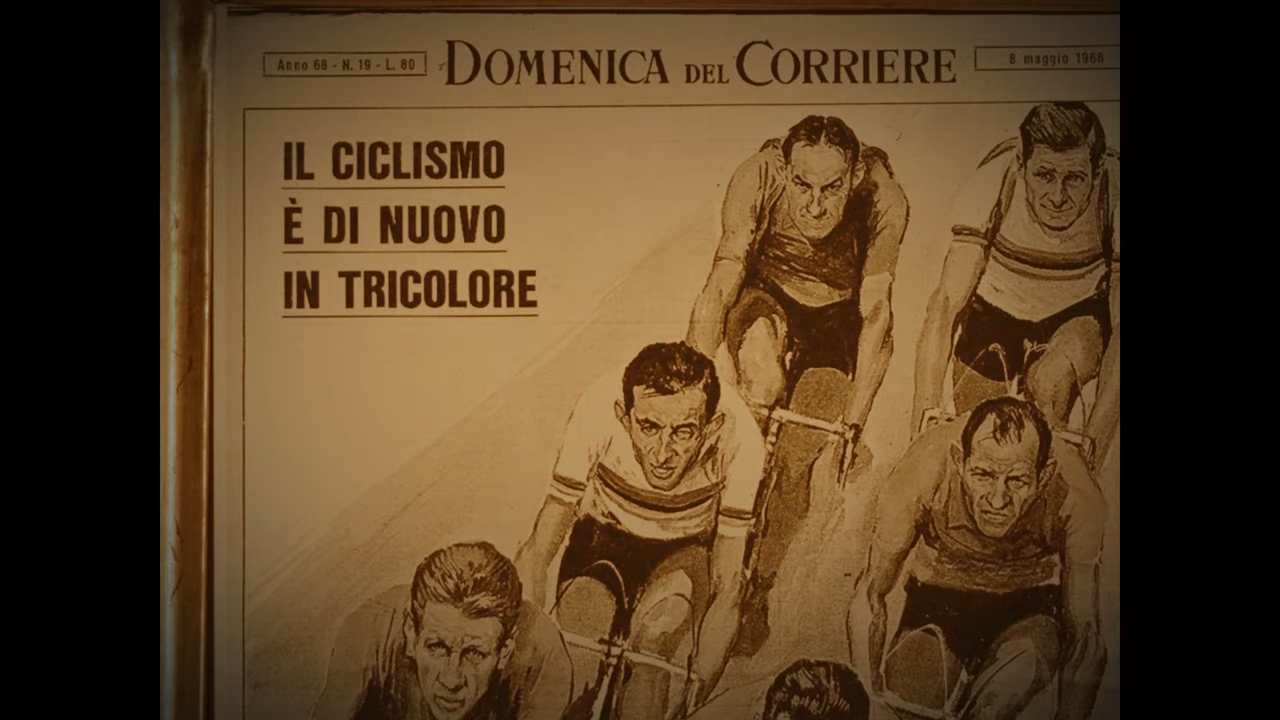 Anno 68 - N. 19 - L. 80
DOMENICA DEL CORRIERE
8 maggio 1966
IL CICLISMO
È DI NUOVO
IN TRICOLORE